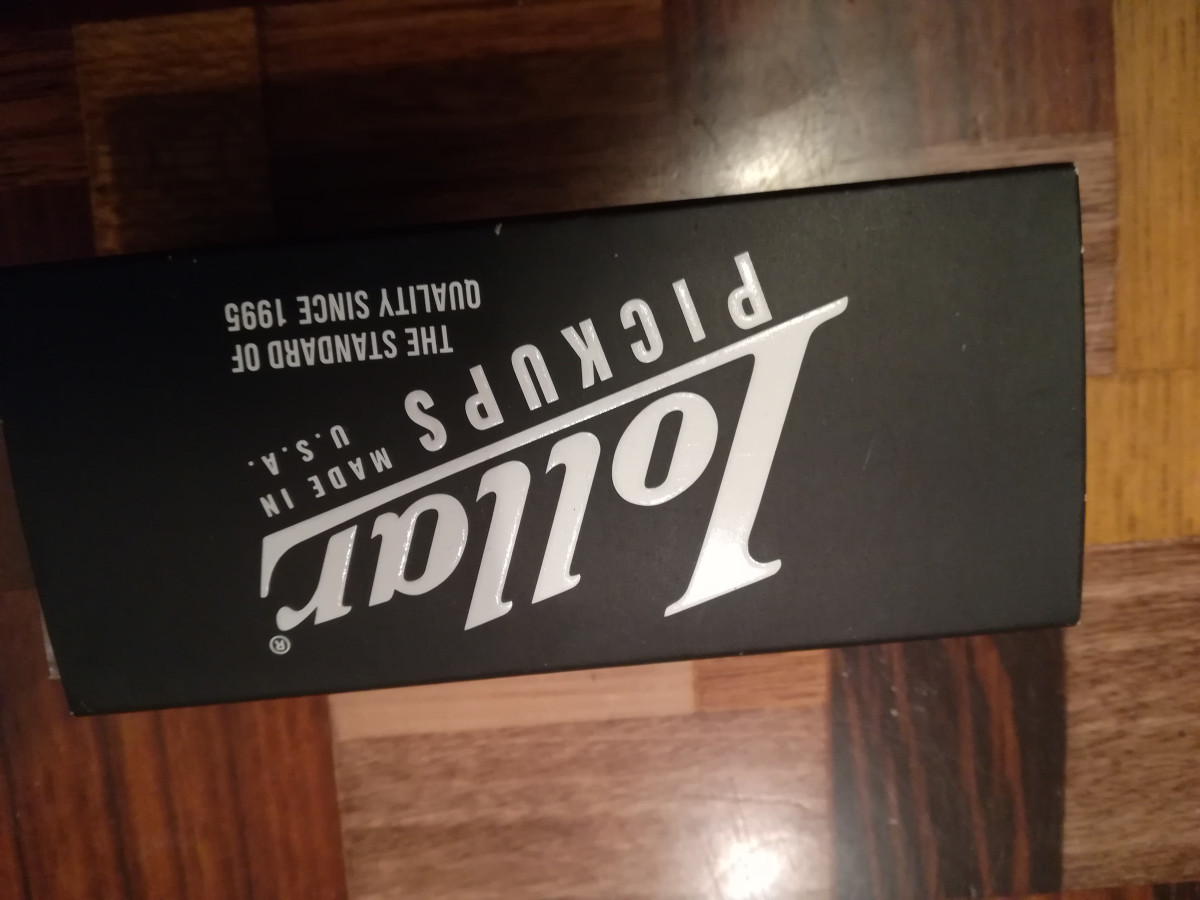 Lollar®
PICKUPS
MADE IN
U.S.A.
THE STANDARD OF
QUALITY SINCE 1995